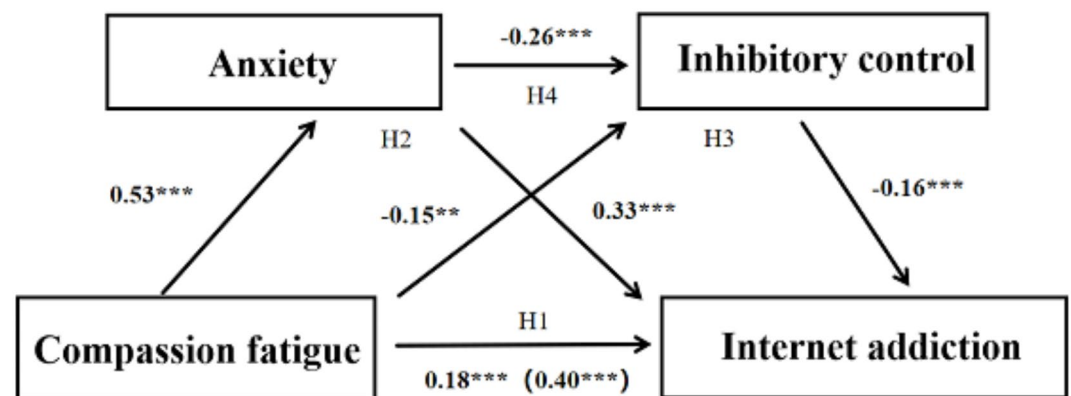 -0.26***
Anxiety
Inhibitory control
H4
H2
H3
0.53***
-0.15**
0.33***
-0.16***
H1
Compassion fatigue
Internet addiction
0.18*** (0.40***)